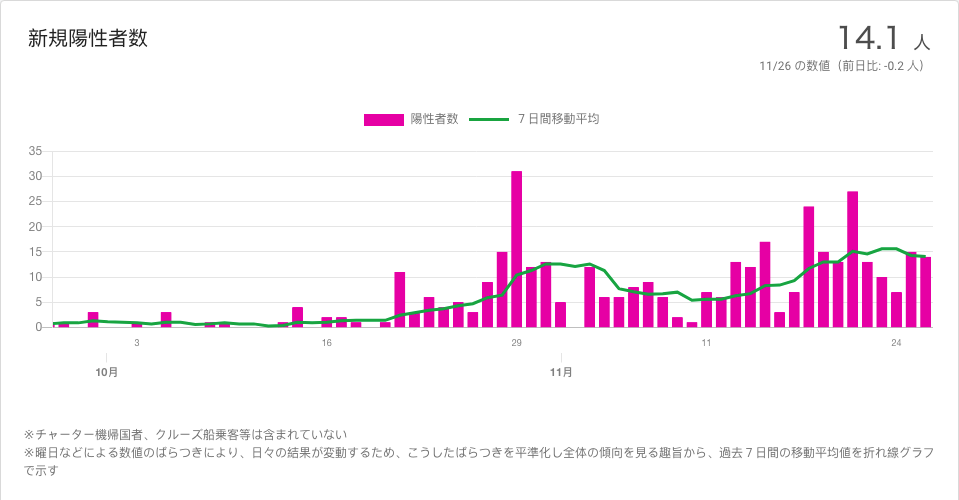 新規陽性者数
14.1 人
11/26 の数値（前日比: -0.2 人）
陽性者数 ７日間移動平均
35
30
25
20
15
10
5
0
3 16 29 11 24
10月 11月
※チャーター機帰国者、クルーズ船乗客等は含まれていない
※曜日などによる数値のばらつきにより、日々の結果が変動するため、こうしたばらつきを平準化し全体の傾向を見る趣旨から、過去７日間の移動平均値を折れ線グラフ
で示す